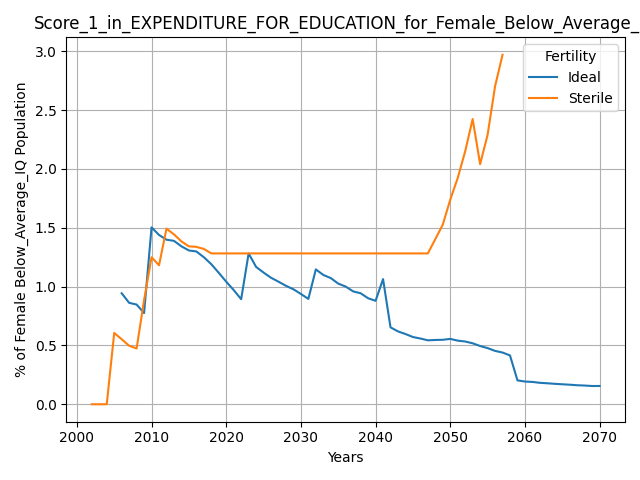 Score_1_in_EXPENDITURE_FOR_EDUCATION_for_Female_Below_Average_
3.0
2.5
2.0
1.5
1.0
0.5
0.0
% of Female Below_Average_IQ Population
Fertility
Ideal
Sterile
2000
2010
2020
2030
2040
2050
2060
2070
Years